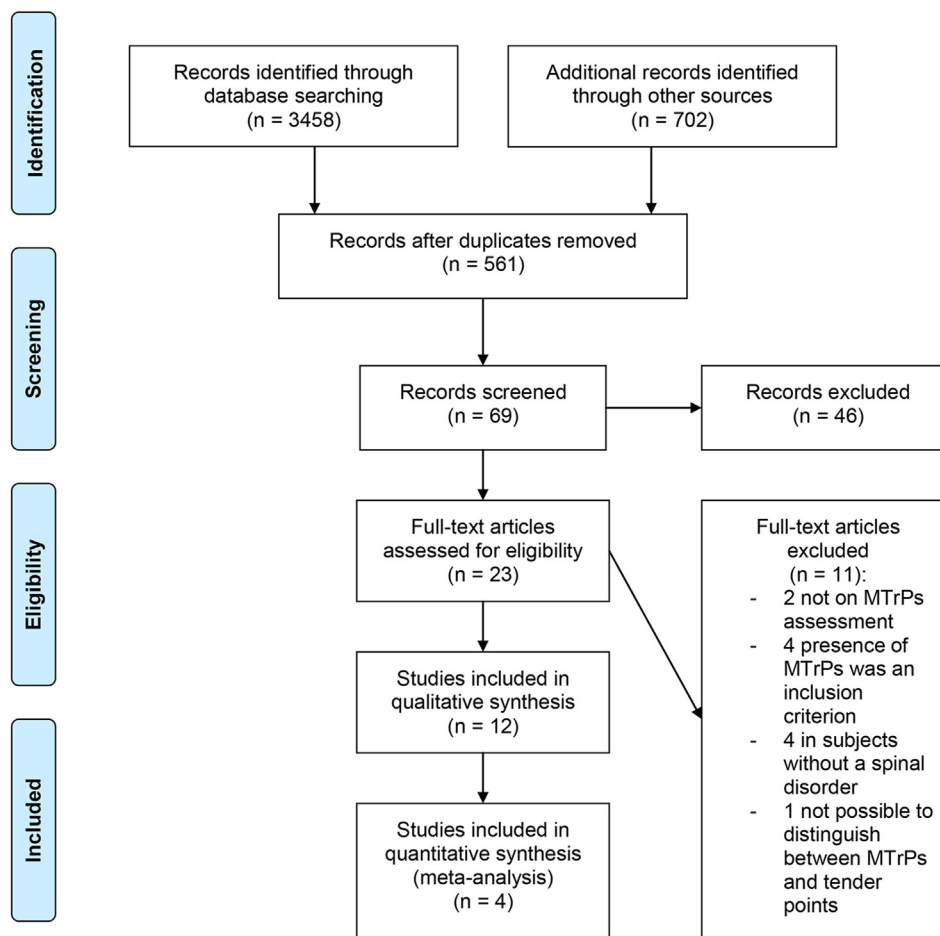 Identification
Records identified through
database searching
(n = 3458)
Additional records identified
through other sources
(n = 702)
Records after duplicates removed
(n = 561)
Screening
Records screened
(n = 69)
Records excluded
(n = 46)
Eligibility
Full-text articles
assessed for eligibility
(n = 23)
Full-text articles
excluded
(n = 11):
- 2 not on MTrPs
assessment
- 4 presence of
MTrPs was an
inclusion
criterion
- 4 in subjects
without a spinal
disorder
- 1 not possible to
distinguish
between MTrPs
and tender
points
Studies included in
qualitative synthesis
(n = 12)
Included
Studies included in
quantitative synthesis
(meta-analysis)
(n = 4)